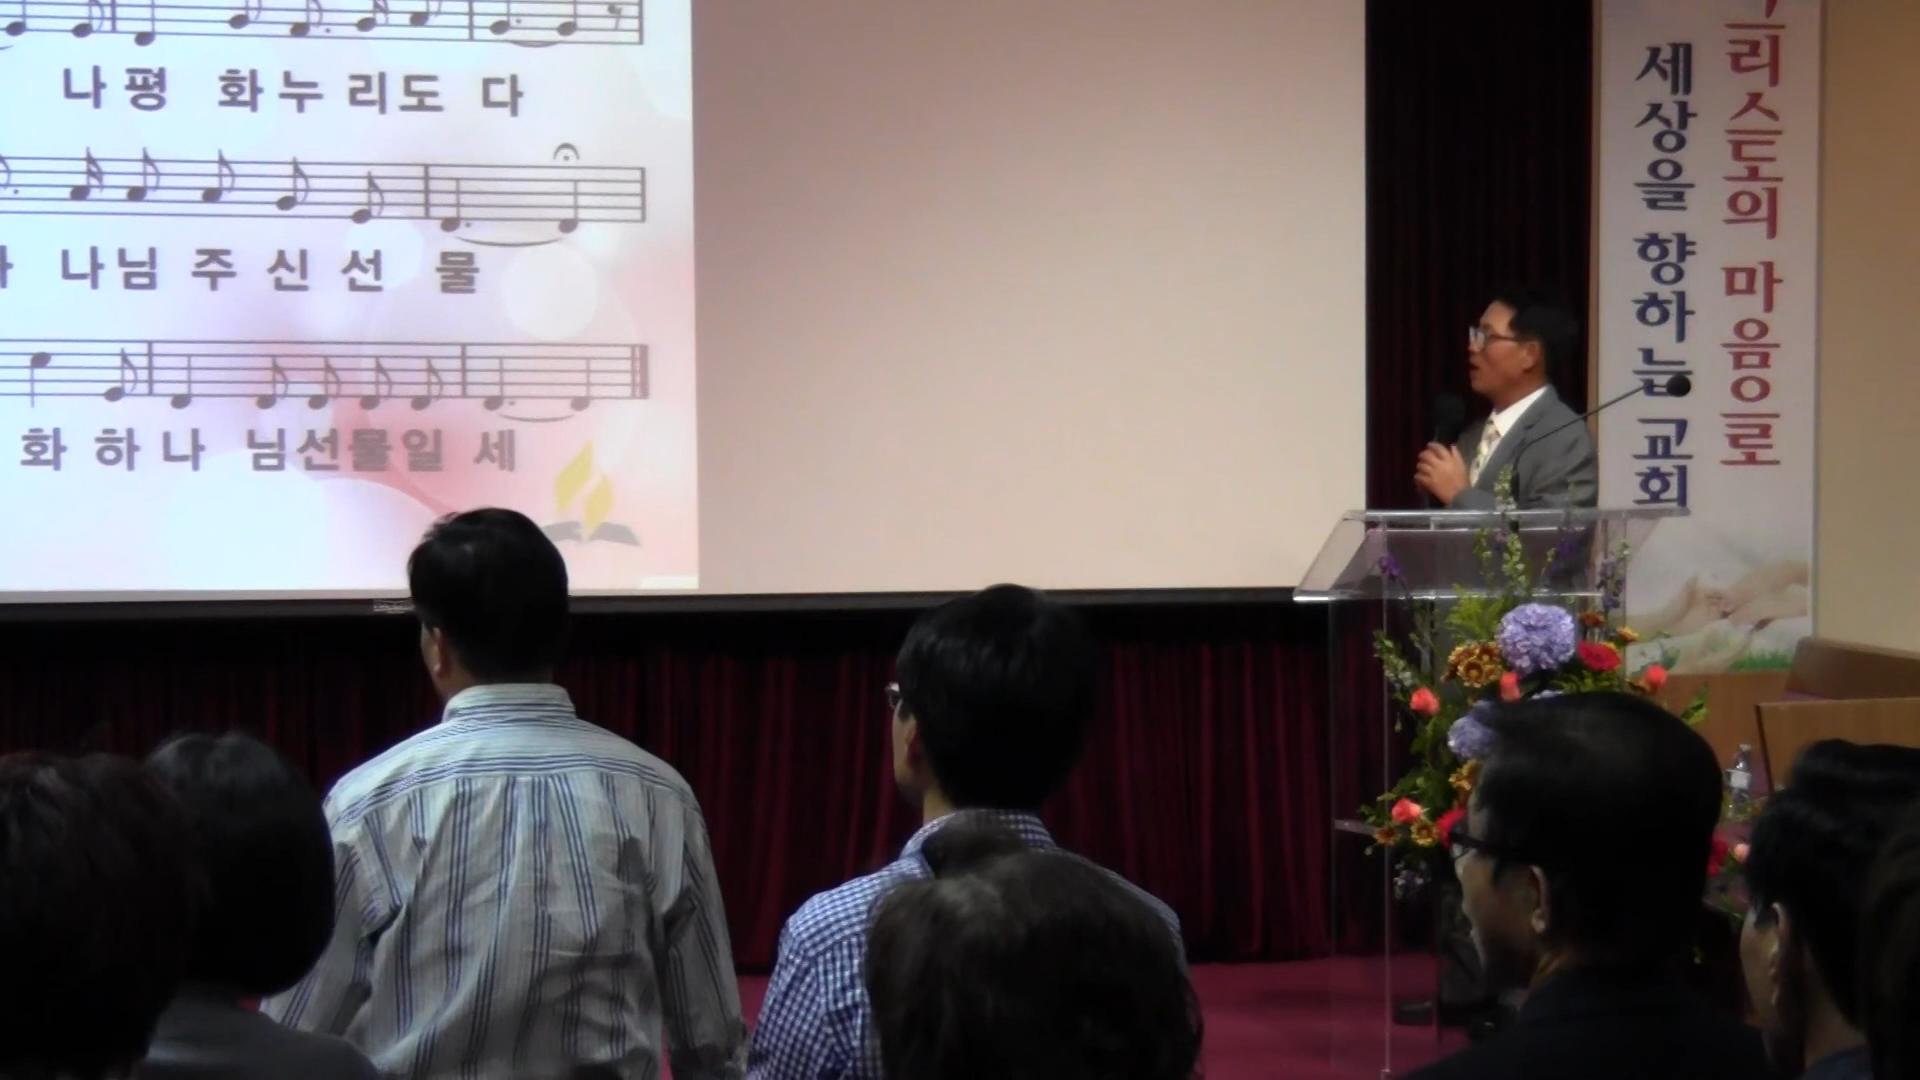 나 평 화 누 리 도 다
나 님 주 신 선 물
화 하 나 님 선 물 일 세
리스도의 마음으로
세상을 향하는 교회